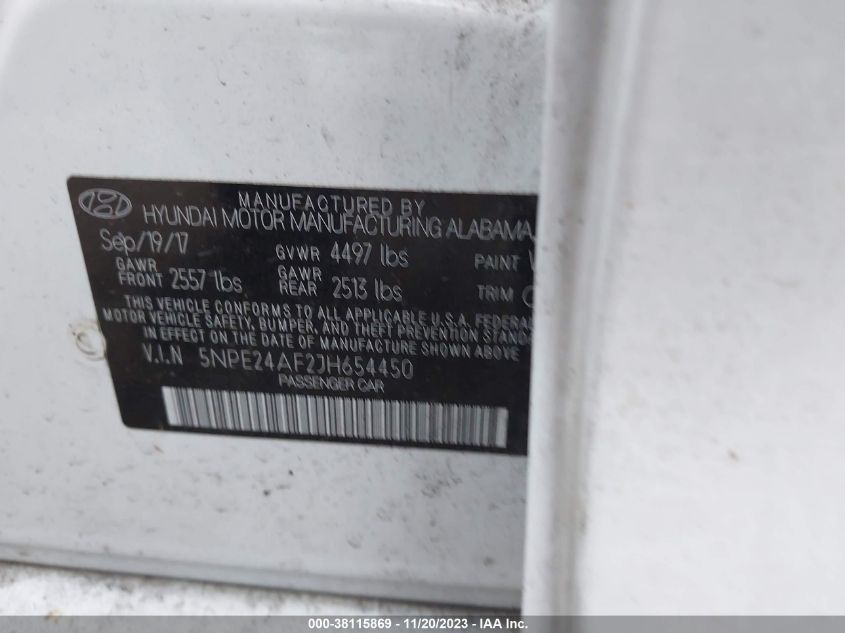 MANUFACTURED BY
HYUNDAI MOTOR MANUFACTURING ALABAMA
Sep/19/17 GVWR 4497 lbs PAINT
GAWR FRONT 2557 lbs GAWR REAR 2513 lbs TRIM
THIS VEHICLE CONFORMS TO ALL APPLICABLE U.S.A. FEDERAL
MOTOR VEHICLE SAFETY, BUMPER, AND THEFT PREVENTION
IN EFFECT ON THE DATE OF MANUFACTURE SHOWN ABOVE.
V.I.N 5NPE24AF2JH654450
PASSENGER CAR
000-38115869 - 11/20/2023 - IAA Inc.